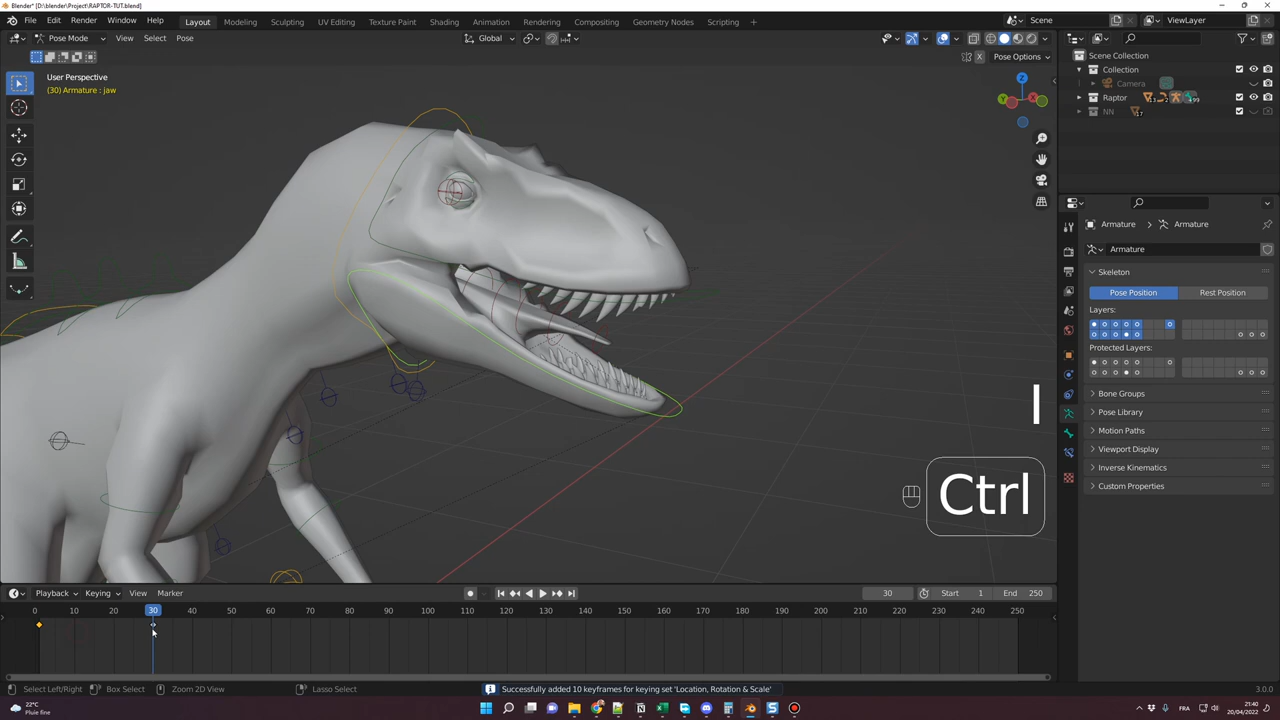 Blender* [D:\blender\Project\RAPTOR-TUT.blend]
File Edit Render Window Help Layout Modeling Sculpting UV Editing Texture Paint Shading Animation Rendering Compositing Geometry Nodes Scripting + Scene ViewLayer
Pose Mode View Select Pose Global
X Pose Options
User Perspective
(30) Armature : jaw
Scene Collection
Collection
Camera
Raptor 99
NN 17
Armature > Armature
Armature
Skeleton
Pose Position Rest Position
Layers:
Protected Layers:
Bone Groups
Pose Library
Motion Paths
Viewport Display
Inverse Kinematics
Custom Properties
I
Ctrl
Playback Keying View Marker 30 Start 1 End 250
0 10 20 30 40 50 60 70 80 90 100 110 120 130 140 150 160 170 180 190 200 210 220 230 240 250
Select Left/Right Box Select Zoom 2D View Lasso Select Successfully added 10 keyframes for keying set 'Location, Rotation & Scale' 3.0.0
22°C
Pluie fine
FR
21:40
20/04/2022